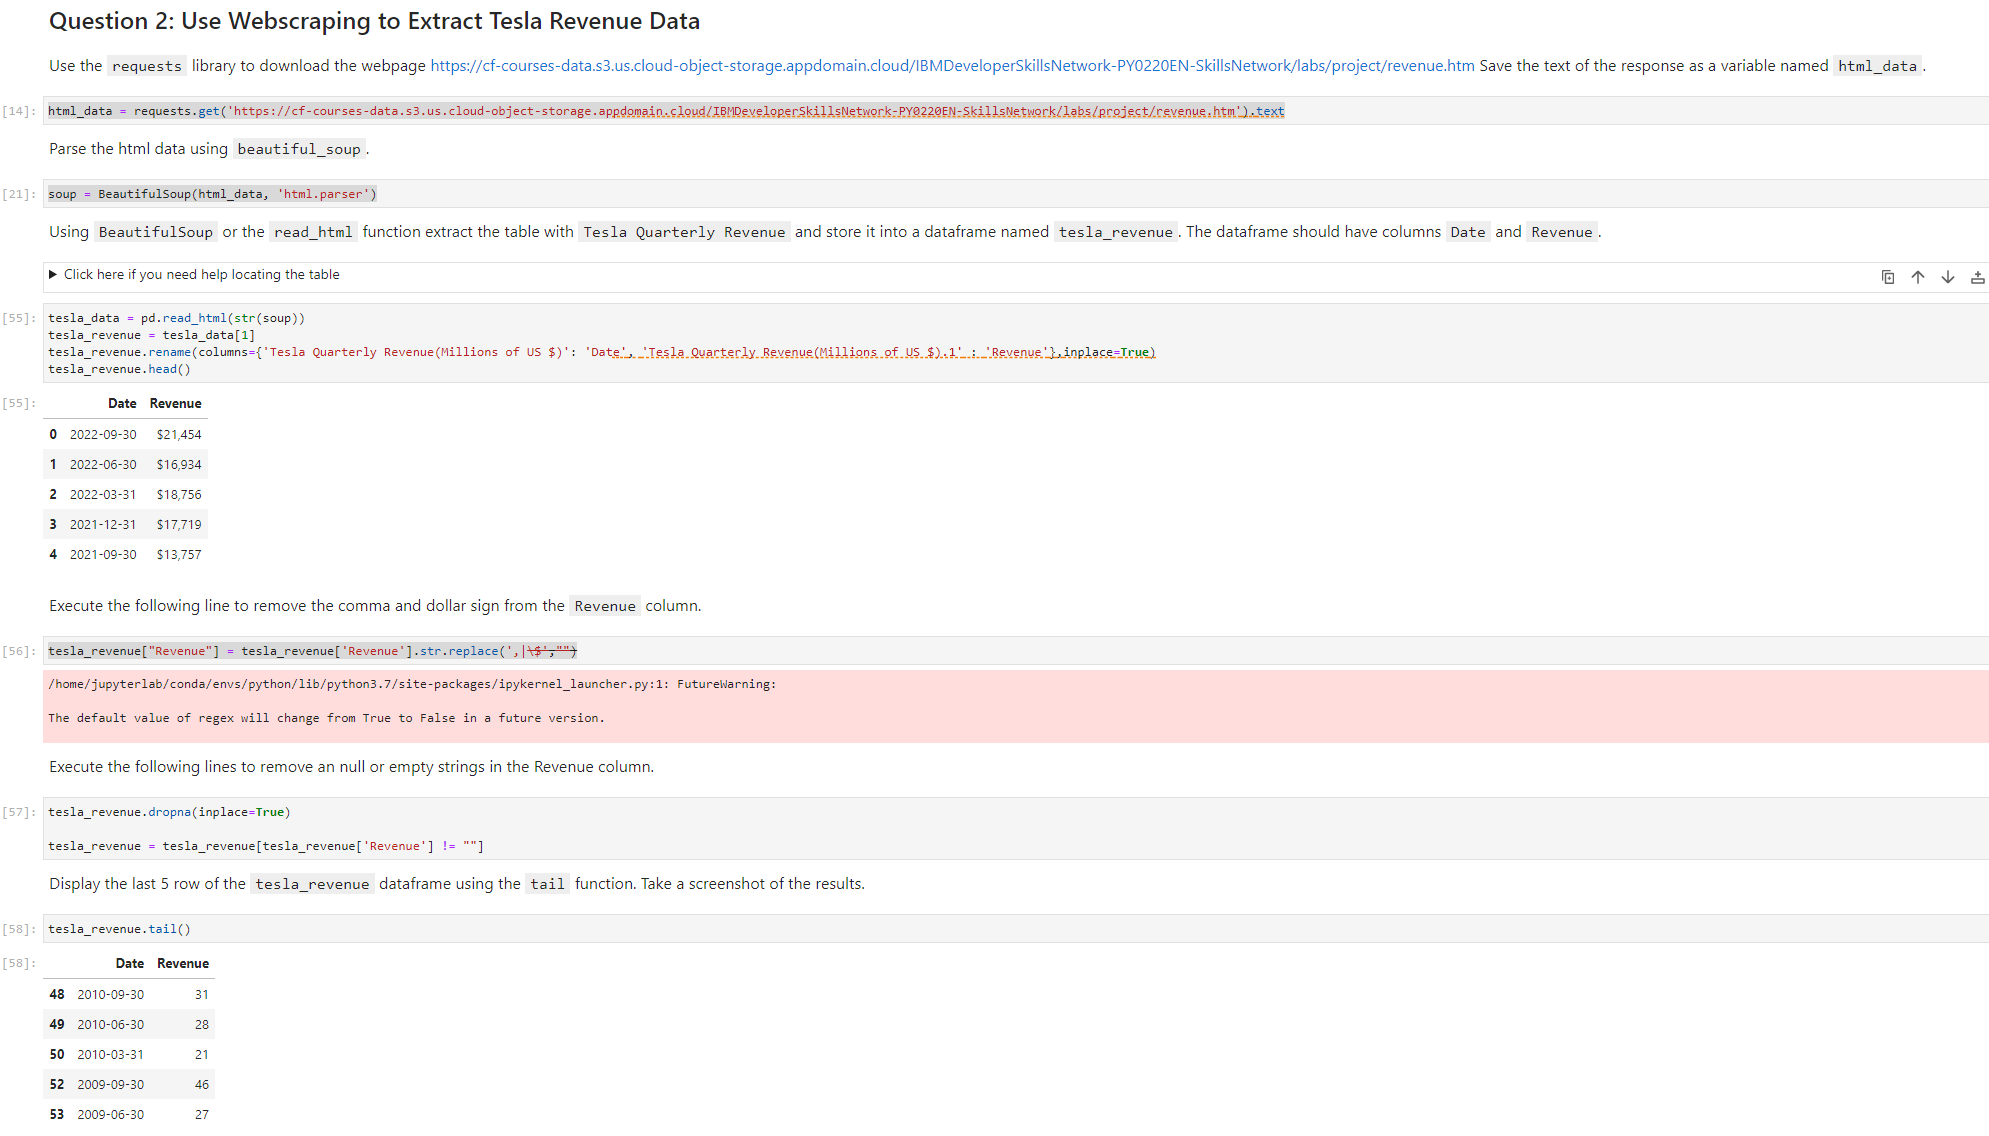 Question 2: Use Webscraping to Extract Tesla Revenue Data
Use the requests library to download the webpage https://cf-courses-data.s3.us.cloud-object-storage.appdomain.cloud/IBMDeveloperSkillsNetwork-PY0220EN-SkillsNetwork/labs/project/revenue.htm Save the text of the response as a variable named html_data.
[14]: html_data = requests.get('https://cf-courses-data.s3.us.cloud-object-storage.appdomain.cloud/IBMDeveloperSkillsNetwork-PY0220EN-SkillsNetwork/labs/project/revenue.htm').text
Parse the html data using beautiful_soup.
[21]: soup = BeautifulSoup(html_data, 'html.parser')
Using BeautifulSoup or the read_html function extract the table with Tesla Quarterly Revenue and store it into a dataframe named tesla_revenue. The dataframe should have columns Date and Revenue.
▶ Click here if you need help locating the table
[55]: tesla_data = pd.read_html(str(soup))
tesla_revenue = tesla_data[1]
tesla_revenue.rename(columns={'Tesla Quarterly Revenue(Millions of US $)': 'Date', 'Tesla Quarterly Revenue(Millions of US $).1' : 'Revenue'},inplace=True)
tesla_revenue.head()
[55]: Date Revenue
0 2022-09-30 $21,454
1 2022-06-30 $16,934
2 2022-03-31 $18,756
3 2021-12-31 $17,719
4 2021-09-30 $13,757
Execute the following line to remove the comma and dollar sign from the Revenue column.
[56]: tesla_revenue["Revenue"] = tesla_revenue['Revenue'].str.replace(',|\$',"")
/home/jupyterlab/conda/envs/python/lib/python3.7/site-packages/ipykernel_launcher.py:1: FutureWarning:
The default value of regex will change from True to False in a future version.
Execute the following lines to remove an null or empty strings in the Revenue column.
[57]: tesla_revenue.dropna(inplace=True)
tesla_revenue = tesla_revenue[tesla_revenue['Revenue'] != ""]
Display the last 5 row of the tesla_revenue dataframe using the tail function. Take a screenshot of the results.
[58]: tesla_revenue.tail()
[58]: Date Revenue
48 2010-09-30 31
49 2010-06-30 28
50 2010-03-31 21
52 2009-09-30 46
53 2009-06-30 27